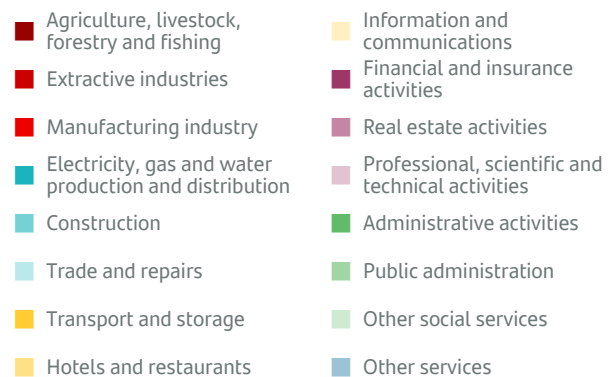 Agriculture, livestock,
forestry and fishing
Extractive industries
Manufacturing industry
Electricity, gas and water
production and distribution
Construction
Trade and repairs
Transport and storage
Hotels and restaurants
Information and
communications
Financial and insurance
activities
Real estate activities
Professional, scientific and
technical activities
Administrative activities
Public administration
Other social services
Other services